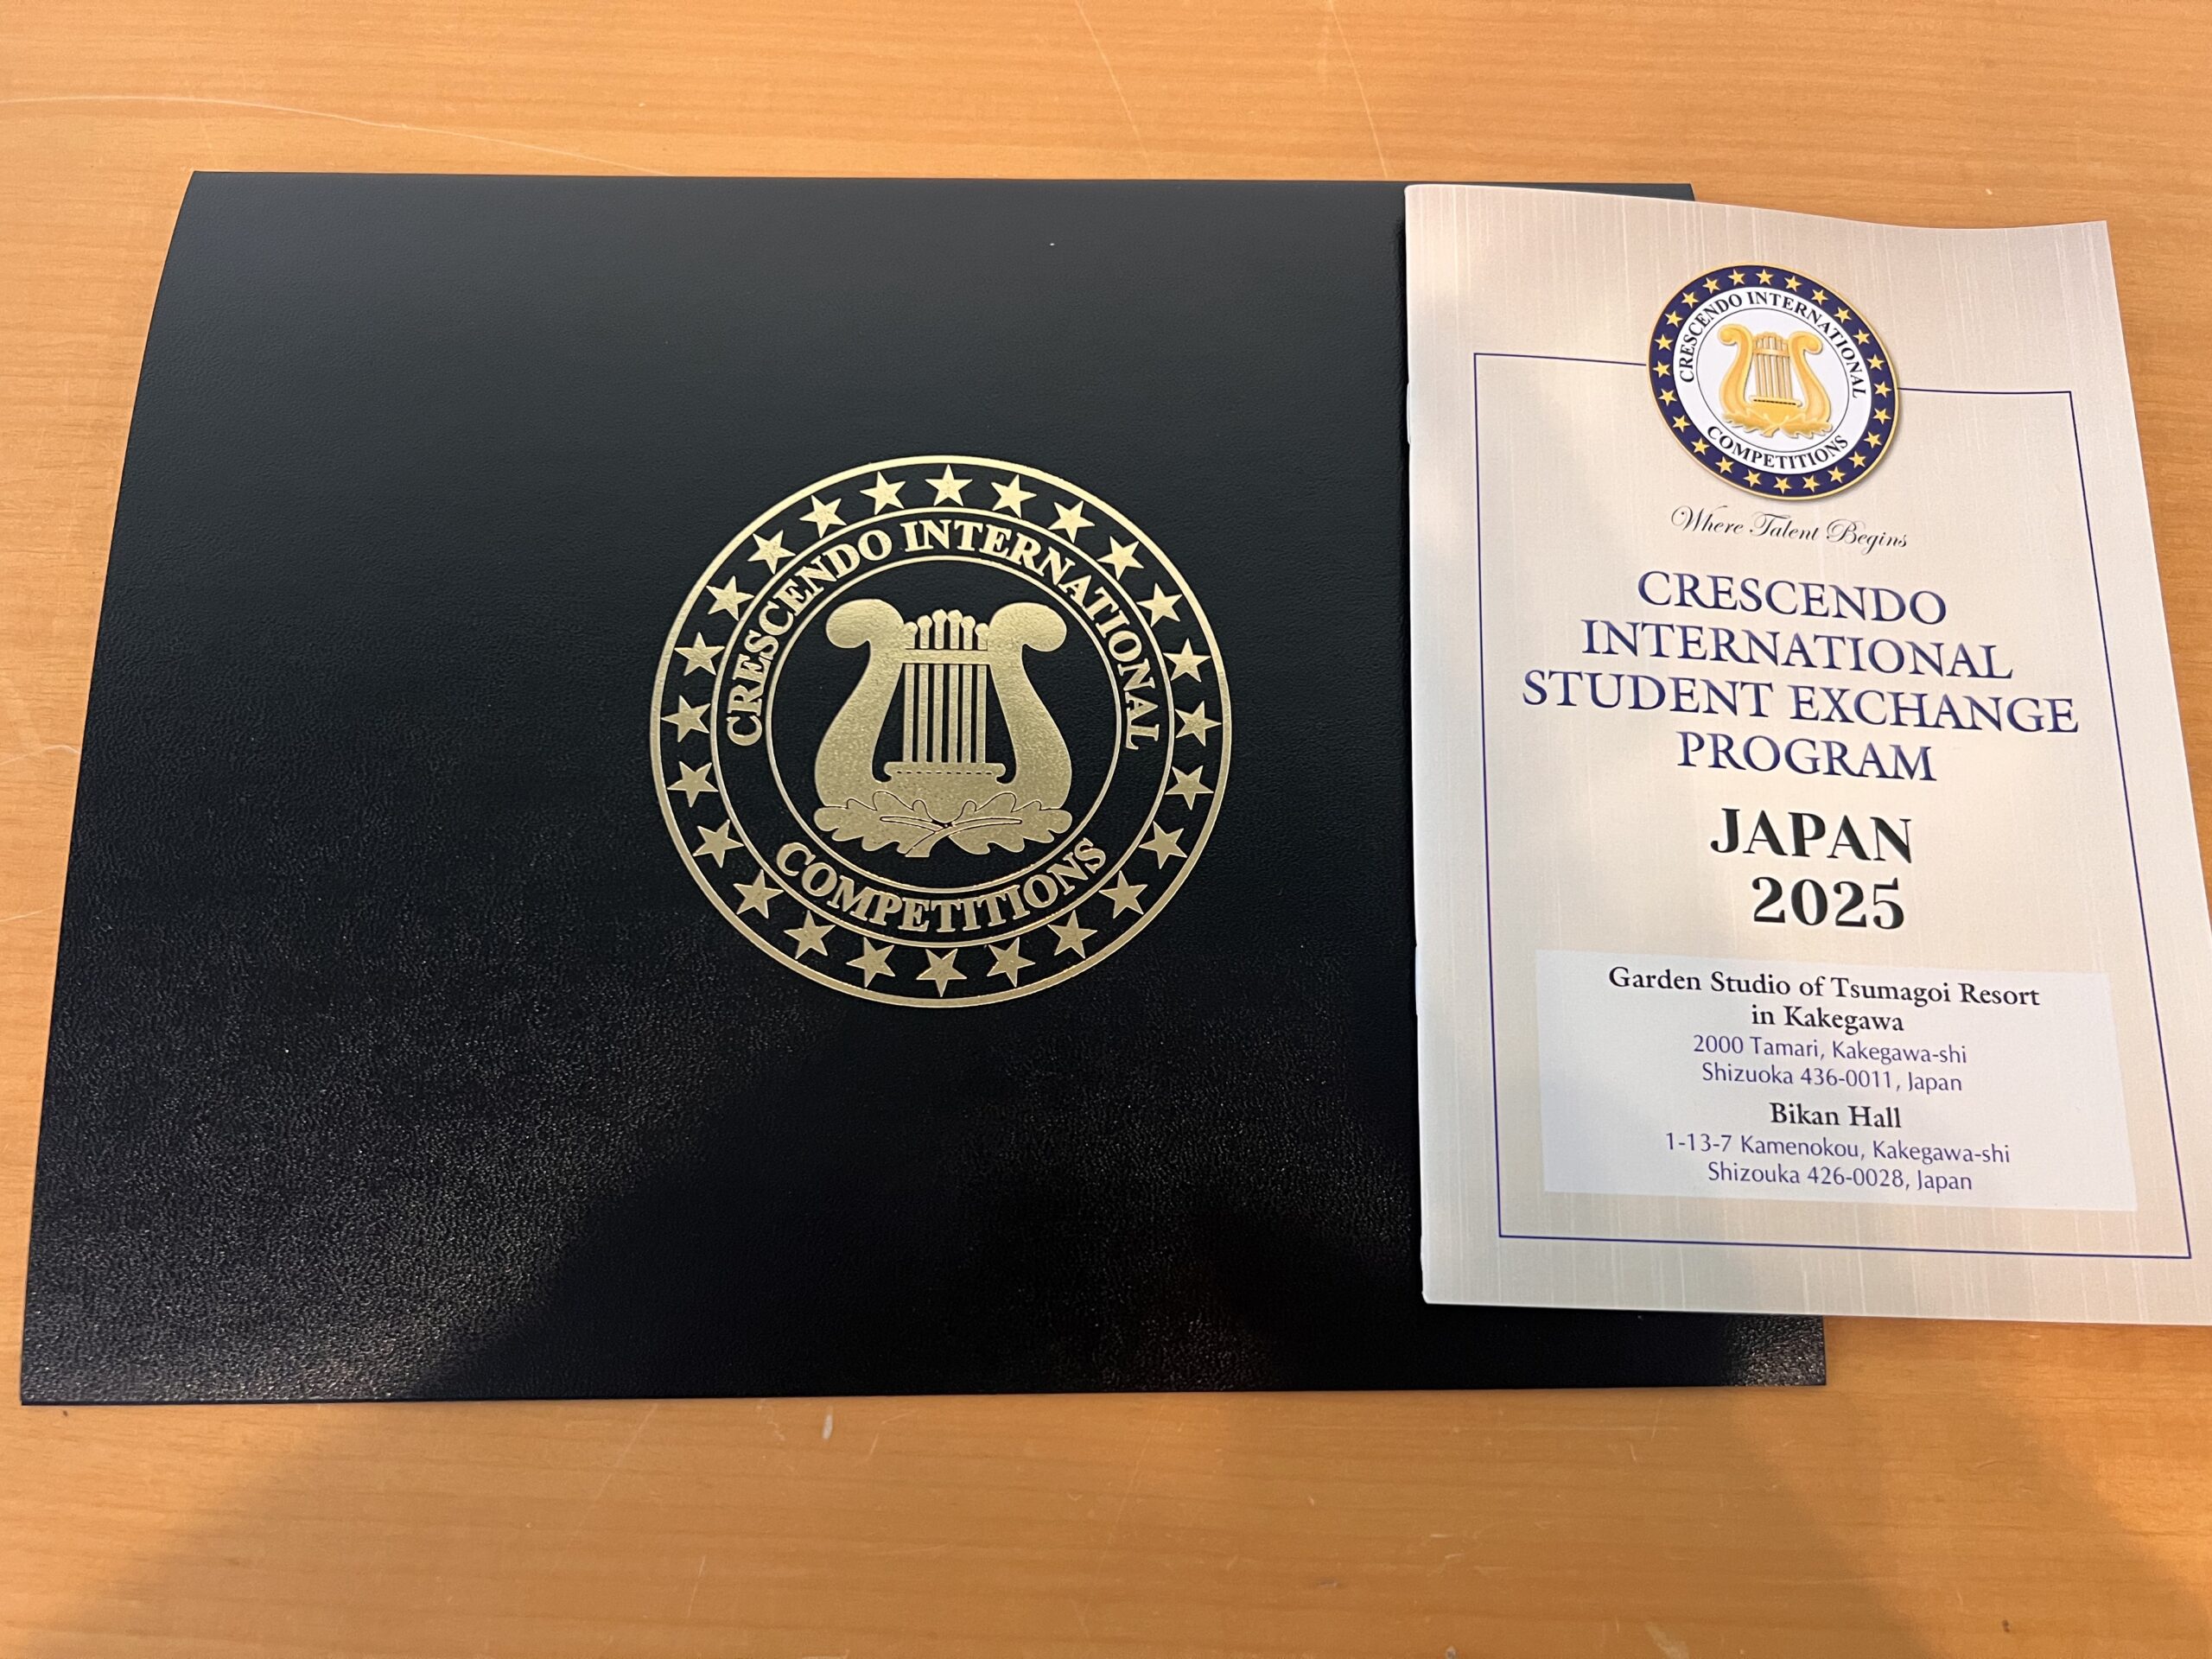 CRESCENDO INTERNATIONAL
COMPETITIONS
CRESCENDO INTERNATIONAL
COMPETITIONS
Where Talent Begins
CRESCENDO
INTERNATIONAL
STUDENT EXCHANGE
PROGRAM
JAPAN
2025
Garden Studio of Tsumagoi Resort
in Kakegawa
2000 Tamari, Kakegawa-shi
Shizuoka 436-0011, Japan
Bikan Hall
1-13-7 Kamenokou, Kakegawa-shi
Shizouka 426-0028, Japan